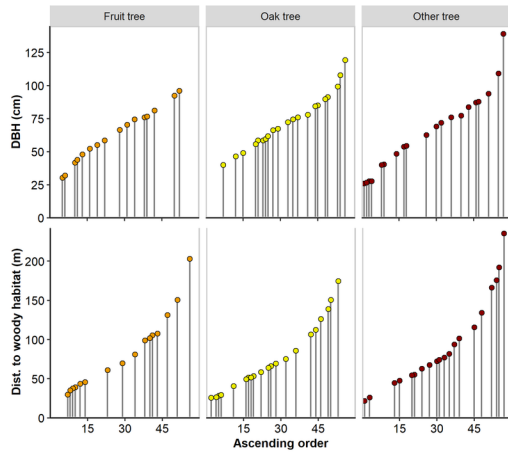 Fruit tree Oak tree Other tree
DBH (cm)
125
100
75
50
25
0
Dist. to woody habitat (m)
200
150
100
50
0
15 30 45 15 30 45 15 30 45
Ascending order